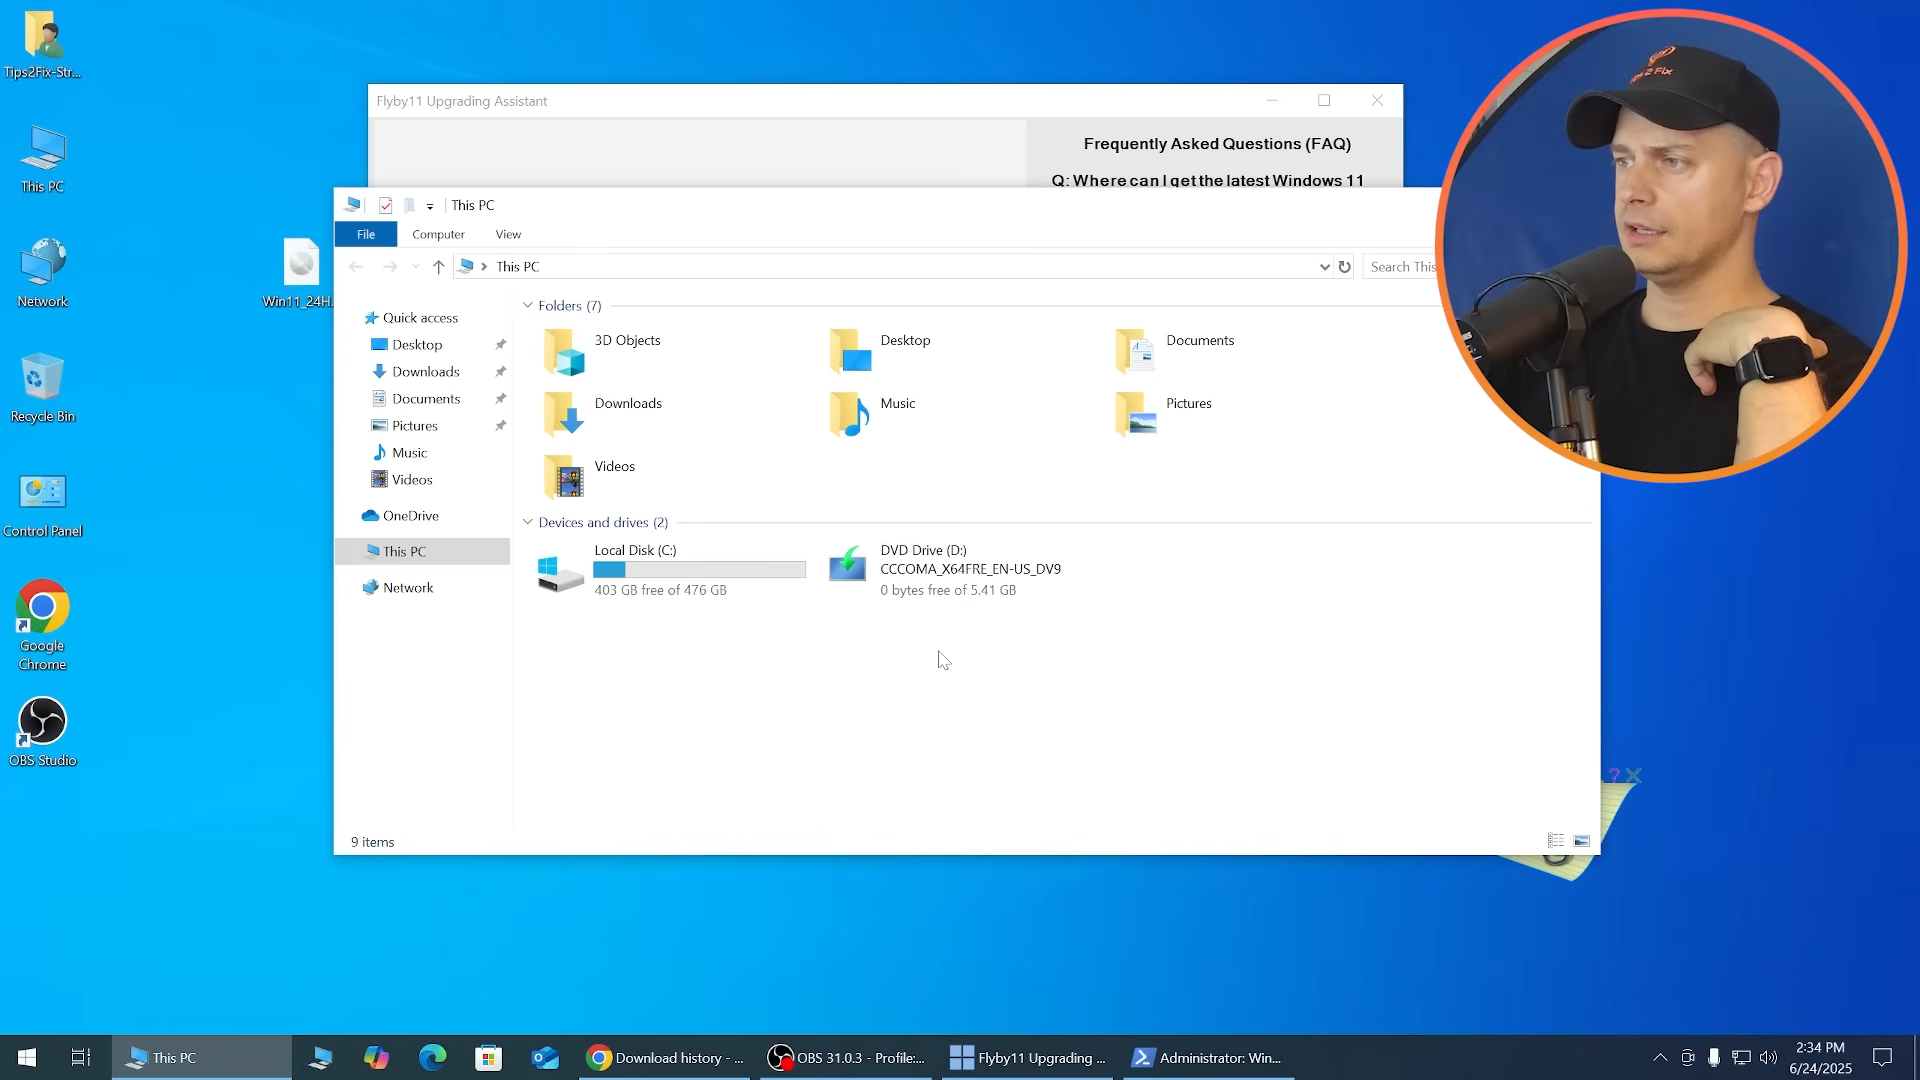 Tips2Fix-Str...
This PC
Network
Recycle Bin
Control Panel
Google
Chrome
OBS Studio
Win11_24H.
Flyby11 Upgrading Assistant
Frequently Asked Questions (FAQ)
Q: Where can I get the latest Windows 11
This PC
File
Computer
View
This PC
Search This
Quick access
Desktop
Downloads
Documents
Pictures
Music
Videos
OneDrive
This PC
Network
Folders (7)
3D Objects
Desktop
Documents
Downloads
Music
Pictures
Videos
Devices and drives (2)
Local Disk (C:)
403 GB free of 476 GB
DVD Drive (D:)
CCCOMA_X64FRE_EN-US_DV9
0 bytes free of 5.41 GB
9 items
?
Tips 2 Fix
This PC
Download history - ...
OBS 31.0.3 - Profile:...
Flyby11 Upgrading ...
Administrator: Win...
2:34 PM
6/24/2025